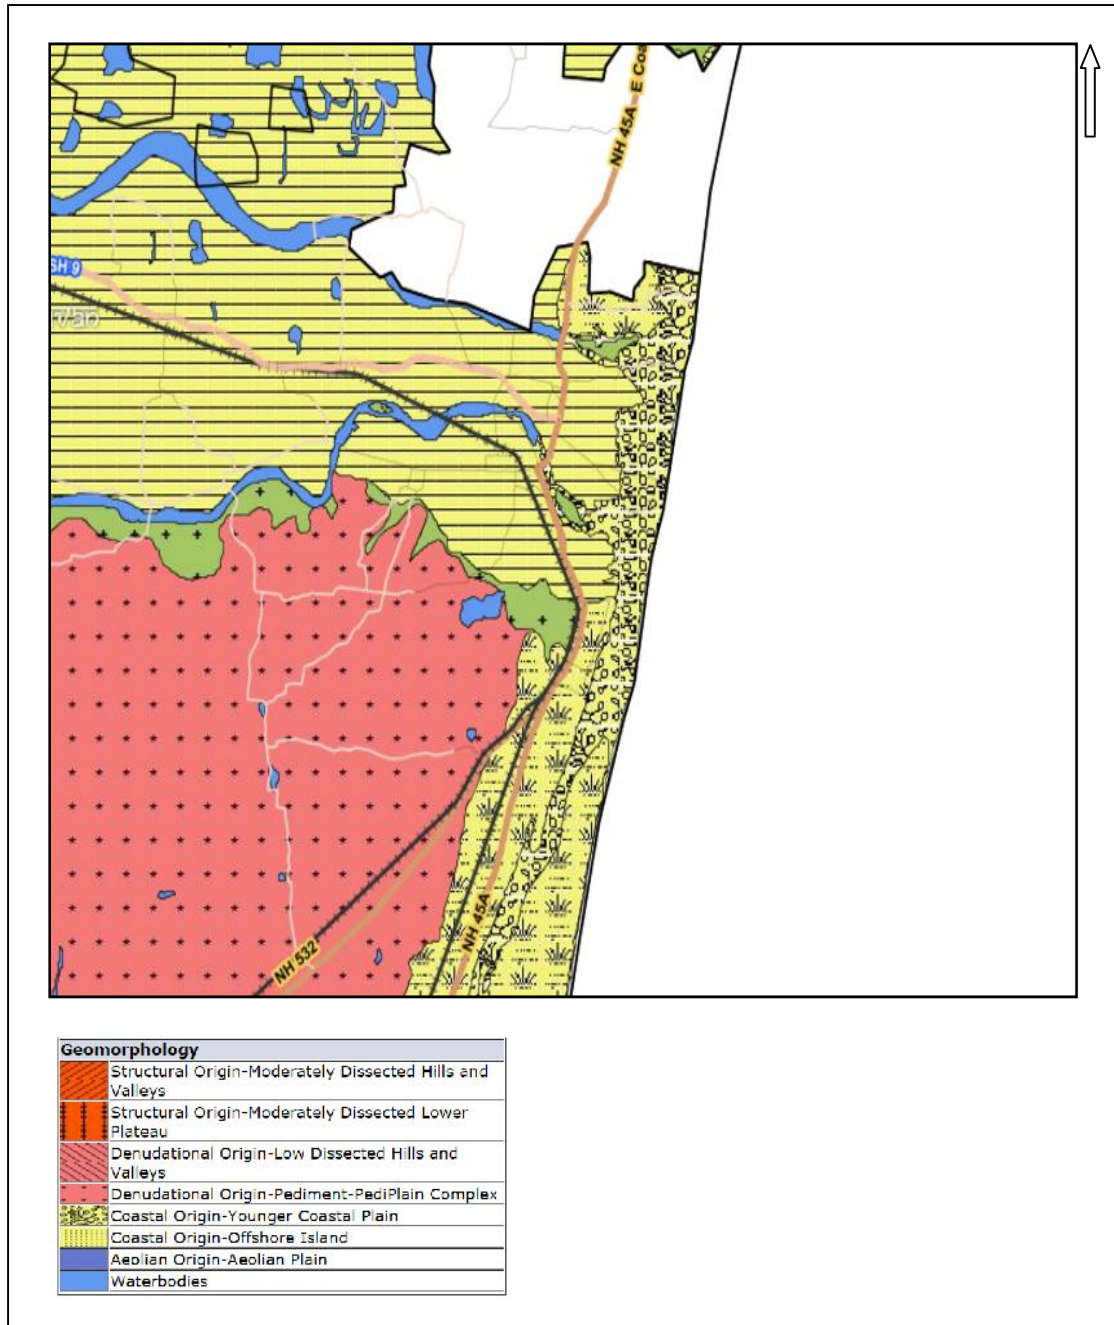 E Coa
NH 45A
SH 9
NH 532
NH 45A
Geomorphology
Structural Origin-Moderately Dissected Hills and
Valleys
Structural Origin-Moderately Dissected Lower
Plateau
Denudational Origin-Low Dissected Hills and
Valleys
Denudational Origin-Pediment-PediPlain Complex
Coastal Origin-Younger Coastal Plain
Coastal Origin-Offshore Island
Aeolian Origin-Aeolian Plain
Waterbodies